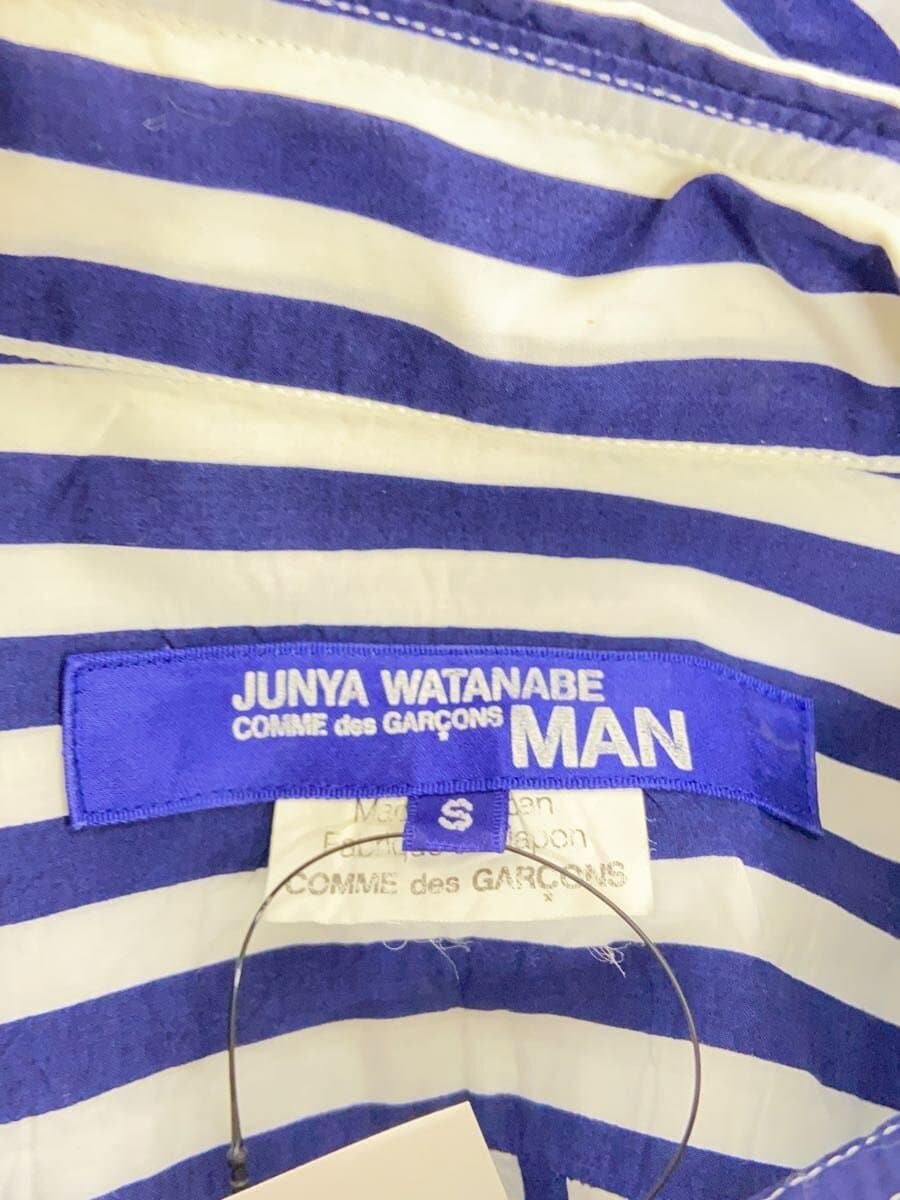 JUNYA WATANABE
COMME des GARÇONS MAN
S
COMME des GARÇONS